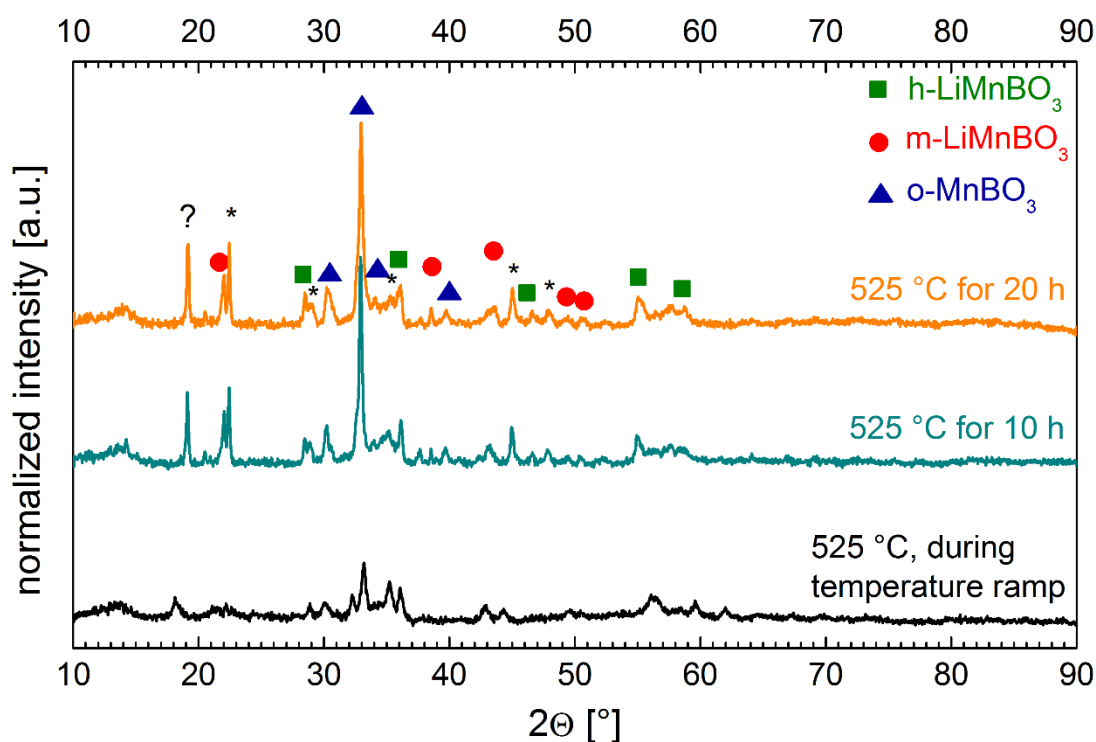 10 20 30 40 50 60 70 80 90
h-LiMnBO₃
m-LiMnBO₃
o-MnBO₃
? *
* * * *
525 °C for 20 h
525 °C for 10 h
525 °C, during
temperature ramp
normalized intensity [a.u.]
10 20 30 40 50 60 70 80 90
2Θ [°]